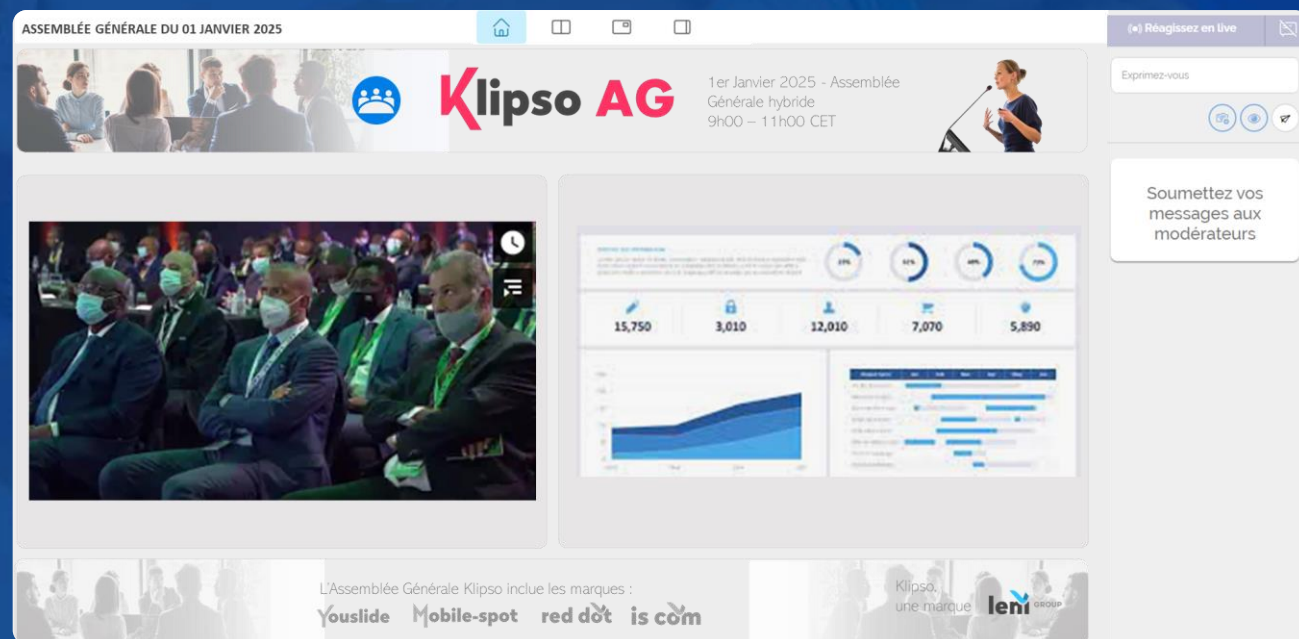 ASSEMBLÉE GÉNÉRALE DU 01 JANVIER 2025
Klipso AG
1er Janvier 2025 - Assemblée
Générale hybride
9h00 – 11h00 CET
15,750
3,010
12,010
7,070
5,890
L'Assemblée Générale Klipso inclue les marques :
Youslide Mobile-spot red dot is com
Klipso,
une marque leni GROUP
Réagissez en live
Exprimez-vous
Soumettez vos
messages aux
modérateurs